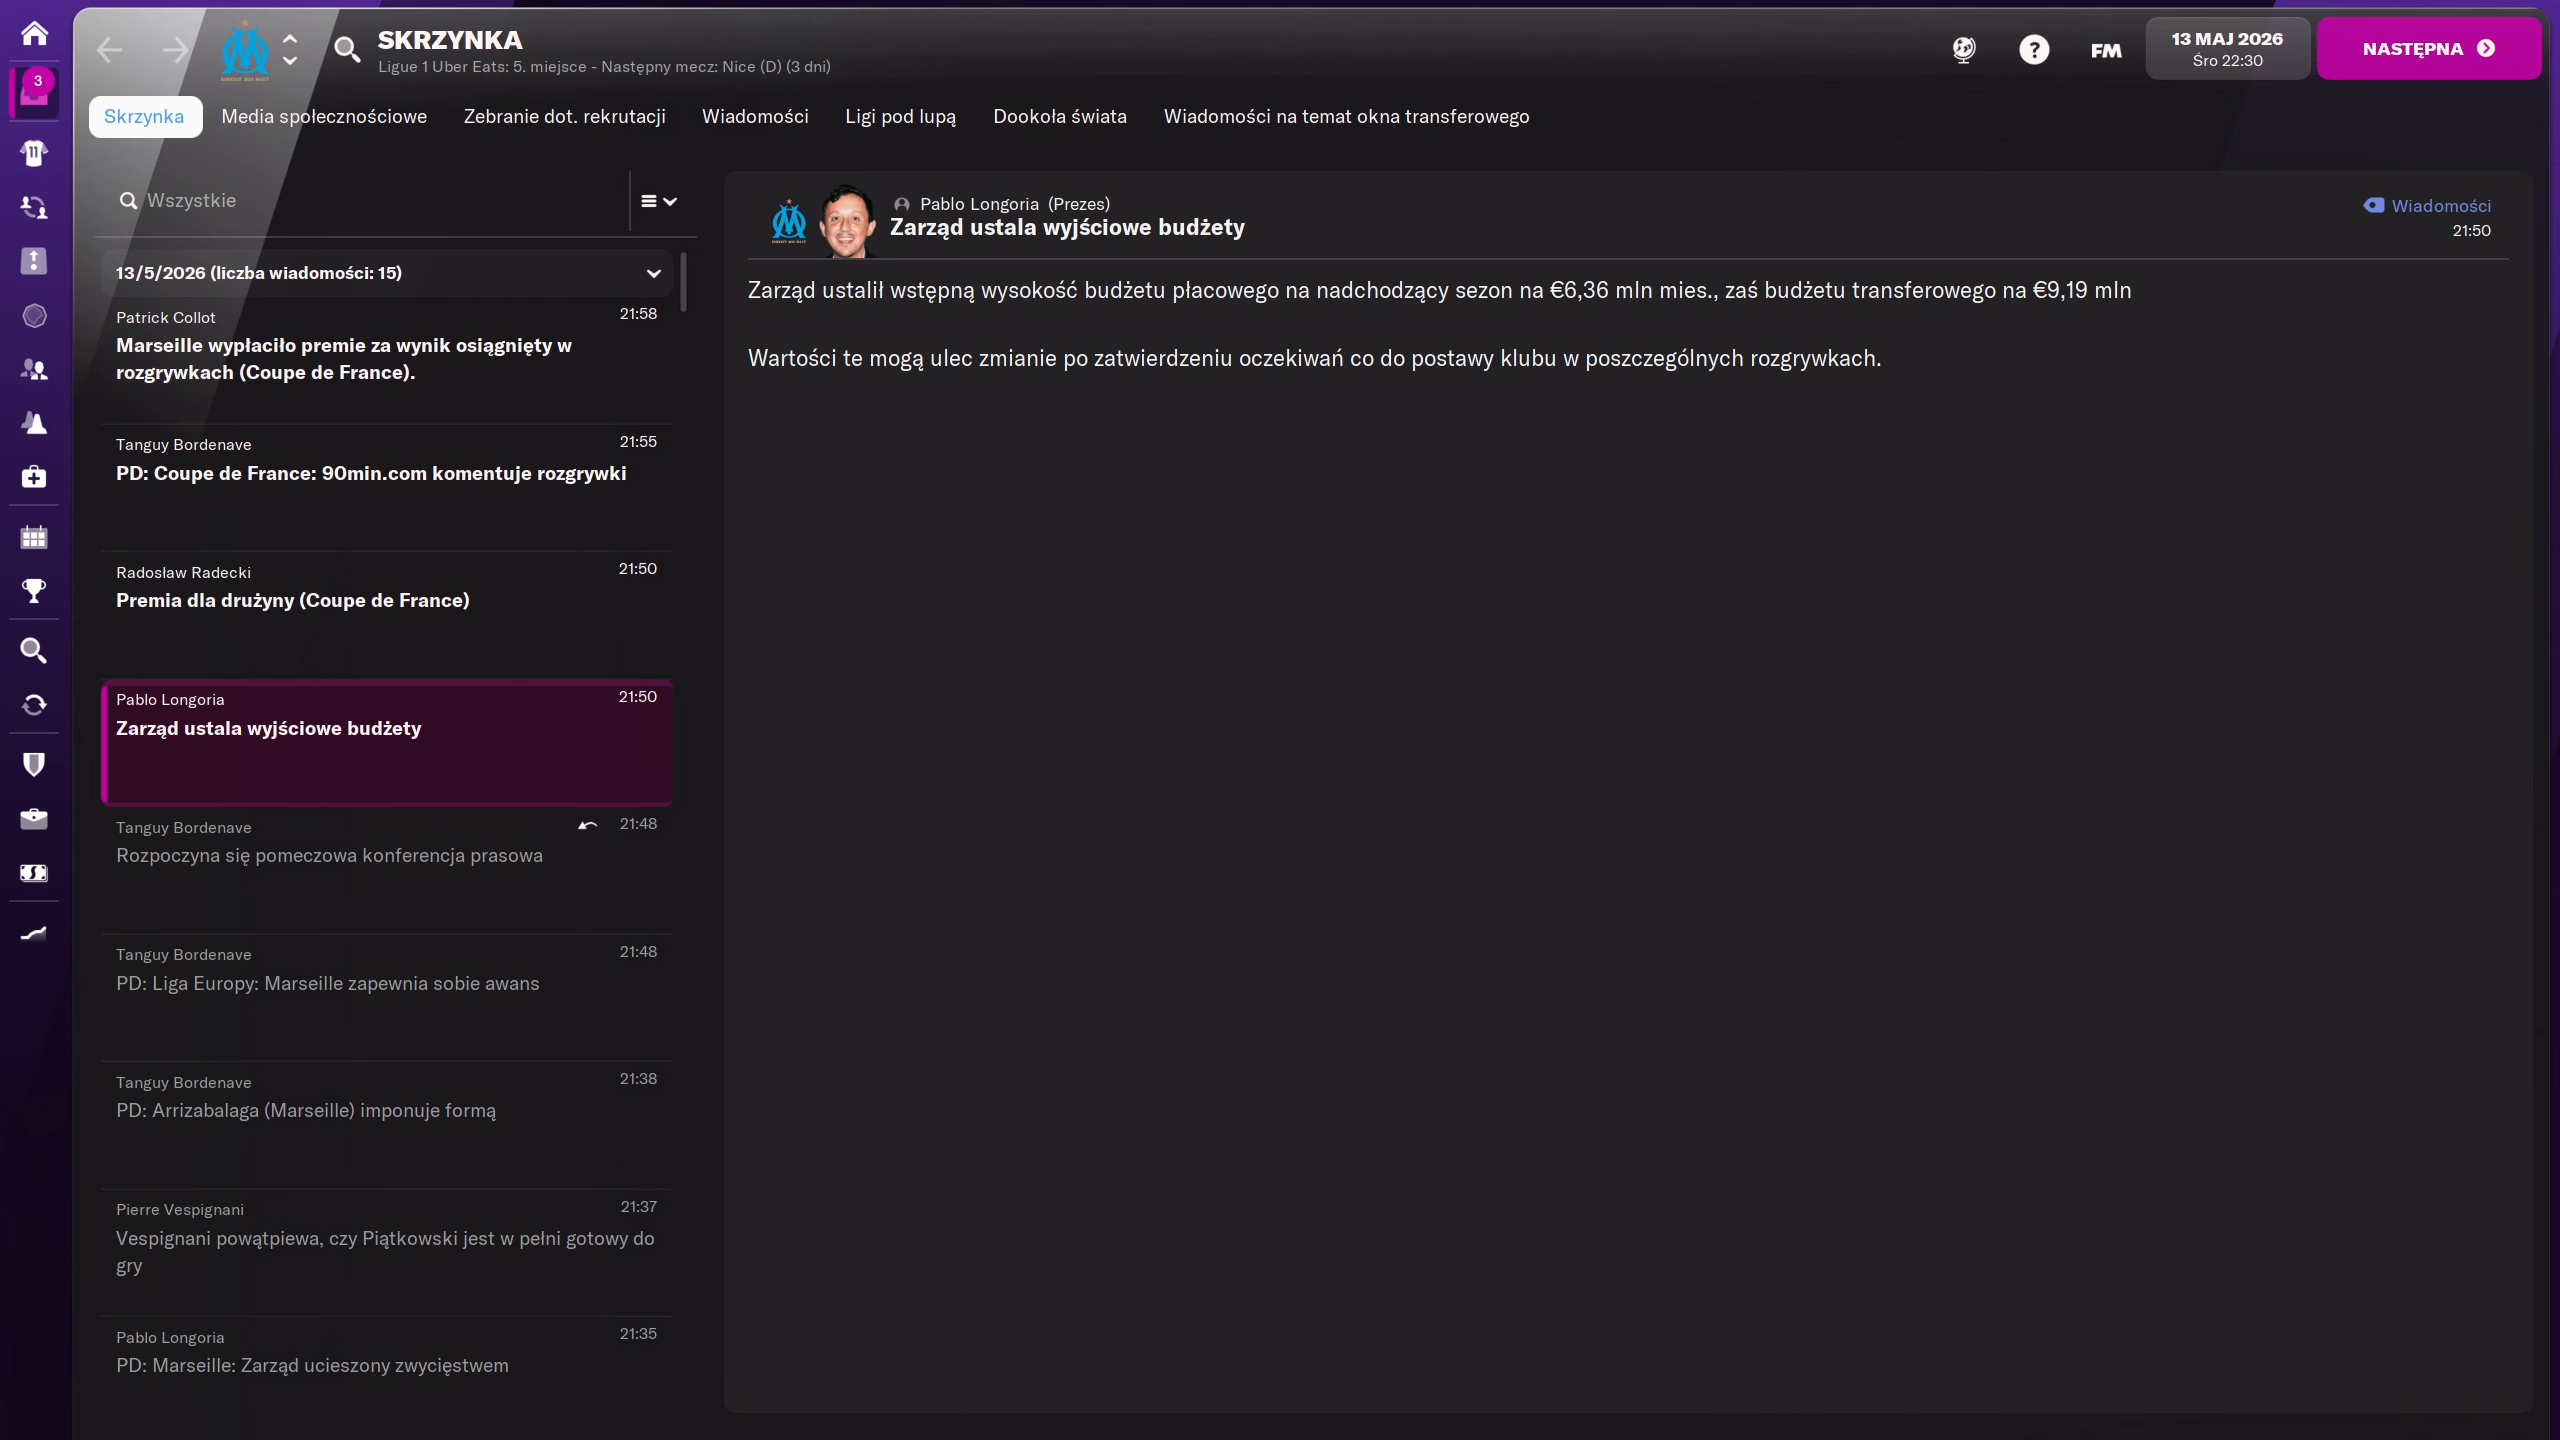 SKRZYNKA
Ligue 1 Uber Eats: 5. miejsce - Następny mecz: Nice (D) (3 dni)
FM
13 MAJ 2026
Śro 22:30
NASTĘPNA
3
11
Skrzynka
Media społecznościowe
Zebranie dot. rekrutacji
Wiadomości
Ligi pod lupą
Dookoła świata
Wiadomości na temat okna transferowego
Wszystkie
13/5/2026 (liczba wiadomości: 15)
Patrick Collot
21:58
Marseille wypłaciło premie za wynik osiągnięty w
rozgrywkach (Coupe de France).
Tanguy Bordenave
21:55
PD: Coupe de France: 90min.com komentuje rozgrywki
Radosław Radecki
21:50
Premia dla drużyny (Coupe de France)
Pablo Longoria
21:50
Zarząd ustala wyjściowe budżety
Tanguy Bordenave
21:48
Rozpoczyna się pomeczowa konferencja prasowa
Tanguy Bordenave
21:48
PD: Liga Europy: Marseille zapewnia sobie awans
Tanguy Bordenave
21:38
PD: Arrizabalaga (Marseille) imponuje formą
Pierre Vespignani
21:37
Vespignani powątpiewa, czy Piątkowski jest w pełni gotowy do
gry
Pablo Longoria
21:35
PD: Marseille: Zarząd ucieszony zwycięstwem
Pablo Longoria (Prezes)
Zarząd ustala wyjściowe budżety
Wiadomości
21:50
Zarząd ustalił wstępną wysokość budżetu płacowego na nadchodzący sezon na €6,36 mln mies., zaś budżetu transferowego na €9,19 mln
Wartości te mogą ulec zmianie po zatwierdzeniu oczekiwań co do postawy klubu w poszczególnych rozgrywkach.